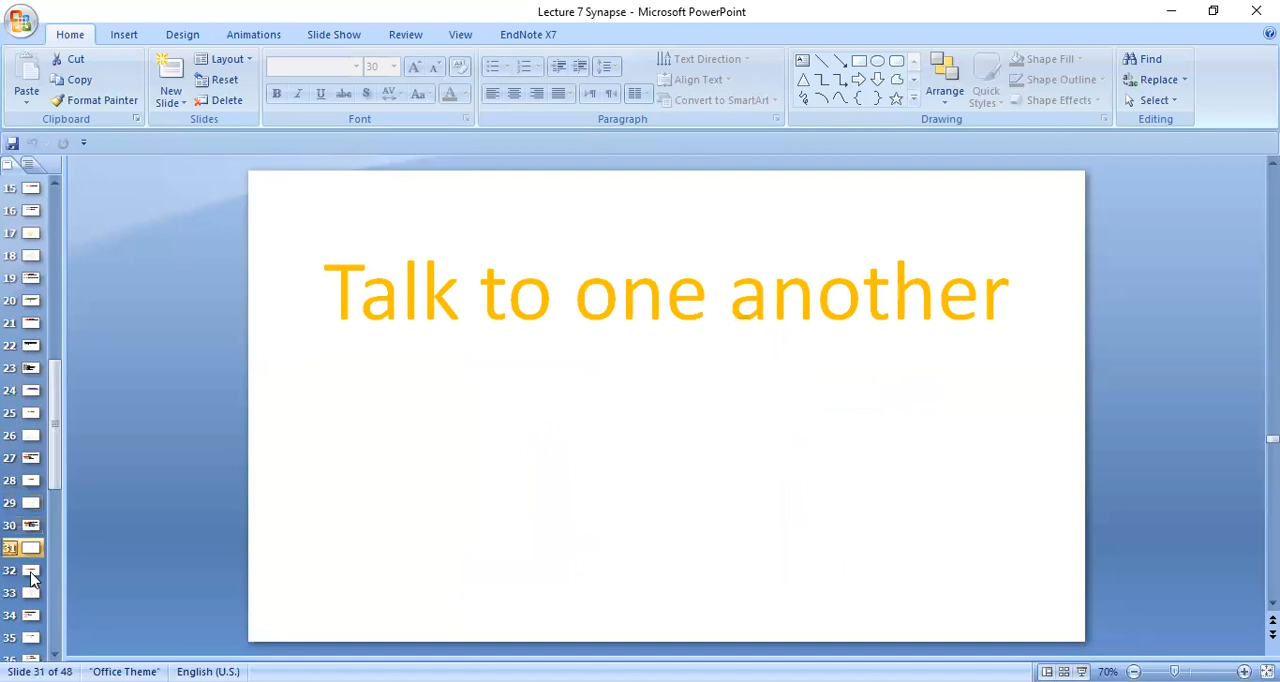 Lecture 7 Synapse - Microsoft PowerPoint
Home Insert Design Animations Slide Show Review View EndNote X7
Paste
Cut
Copy
Format Painter
Clipboard
New Slide
Layout
Reset
Delete
Slides
30
B I U abc S AV Aa A
Font
Text Direction
Align Text
Convert to SmartArt
Paragraph
Arrange
Quick Styles
Shape Fill
Shape Outline
Shape Effects
Drawing
Find
Replace
Select
Editing
15
16
17
18
19
20
21
22
23
24
25
26
27
28
29
30
31
32
33
34
35
Talk to one another
Slide 31 of 48 "Office Theme" English (U.S.) 70%